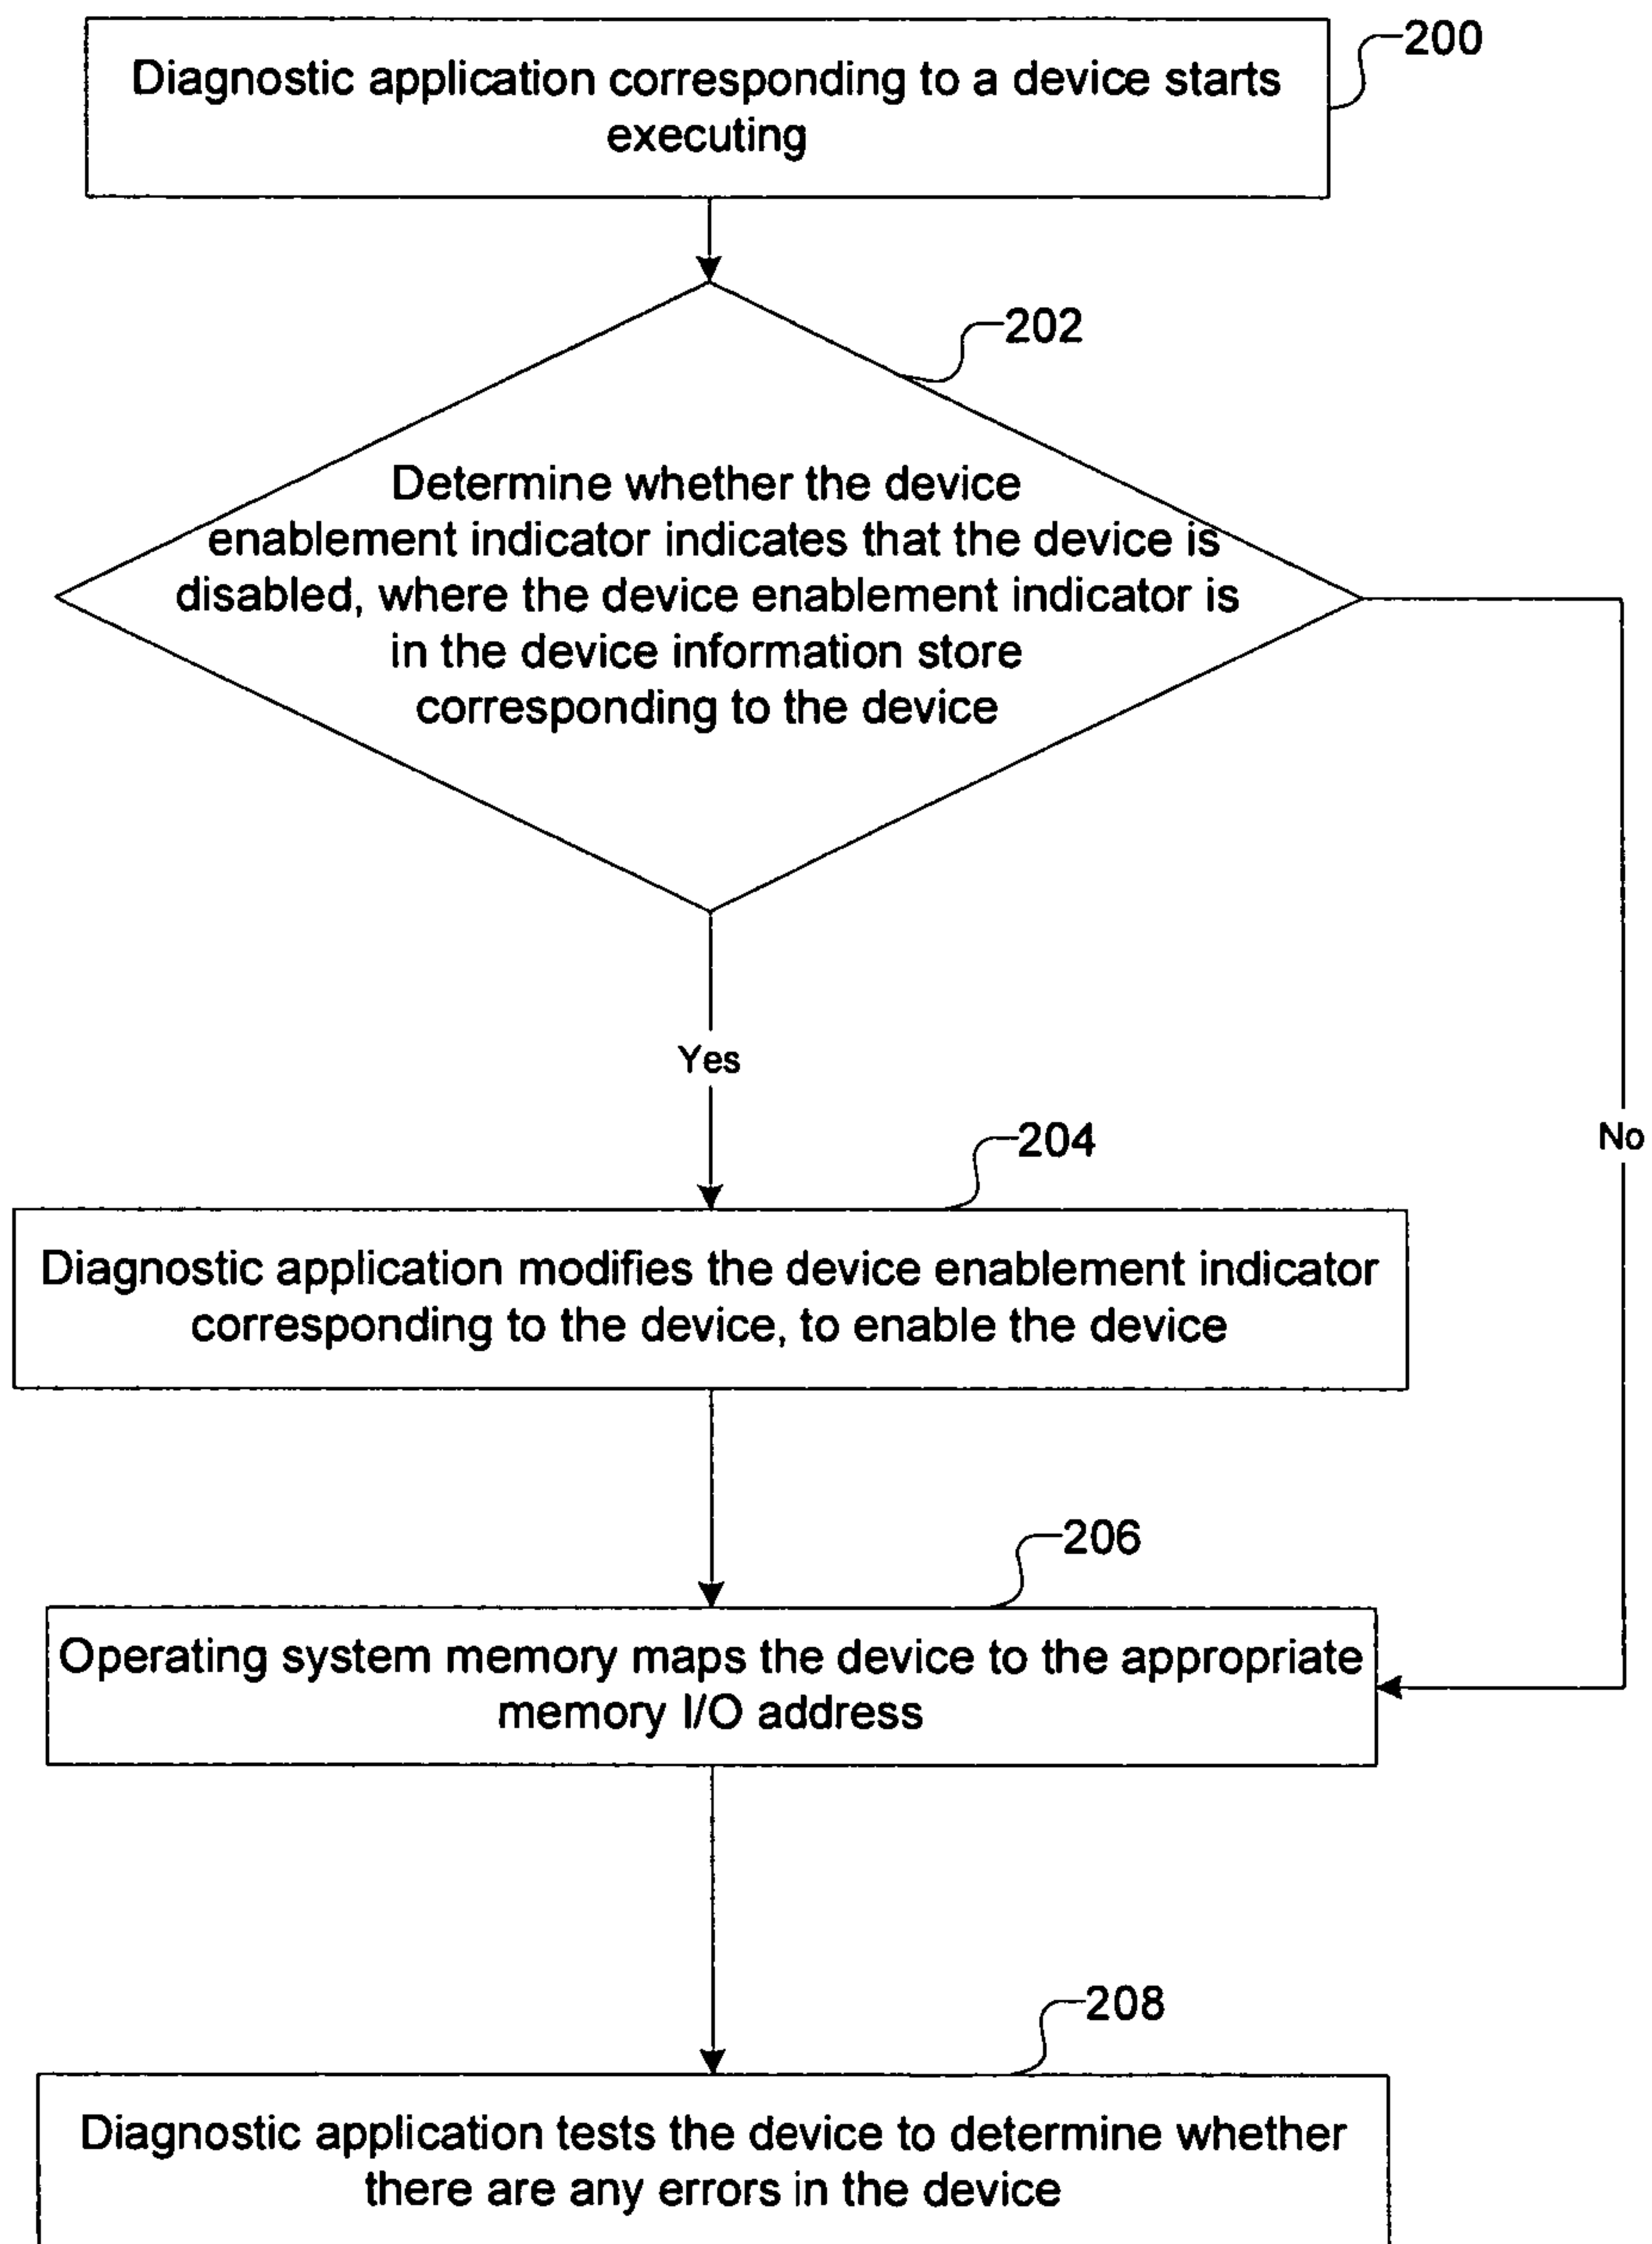 200
Diagnostic application corresponding to a device starts
executing
202
Determine whether the device
enablement indicator indicates that the device is
disabled, where the device enablement indicator is
in the device information store
corresponding to the device
Yes
No
204
Diagnostic application modifies the device enablement indicator
corresponding to the device, to enable the device
206
Operating system memory maps the device to the appropriate
memory I/O address
208
Diagnostic application tests the device to determine whether
there are any errors in the device